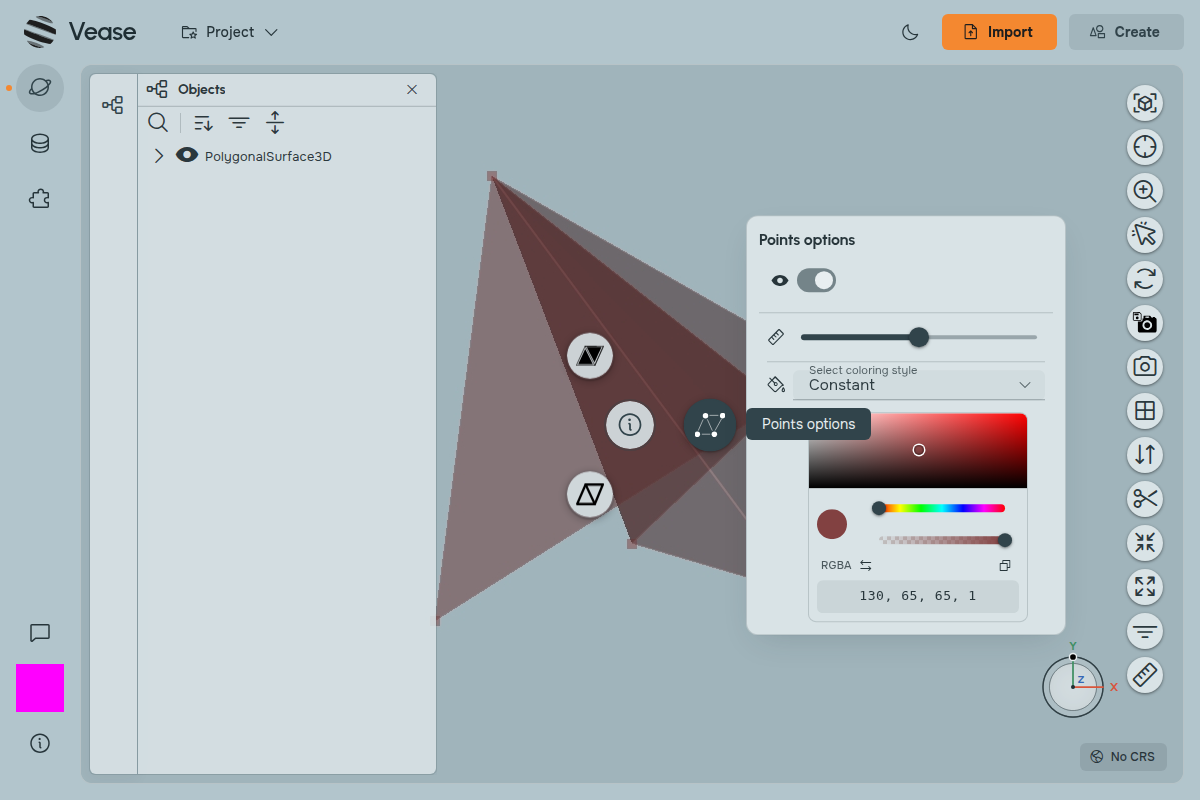 Vease
Project
Import
Create
Objects
PolygonalSurface3D
Points options
Select coloring style
Constant
Points options
RGBA
130, 65, 65, 1
Y
Z
X
No CRS